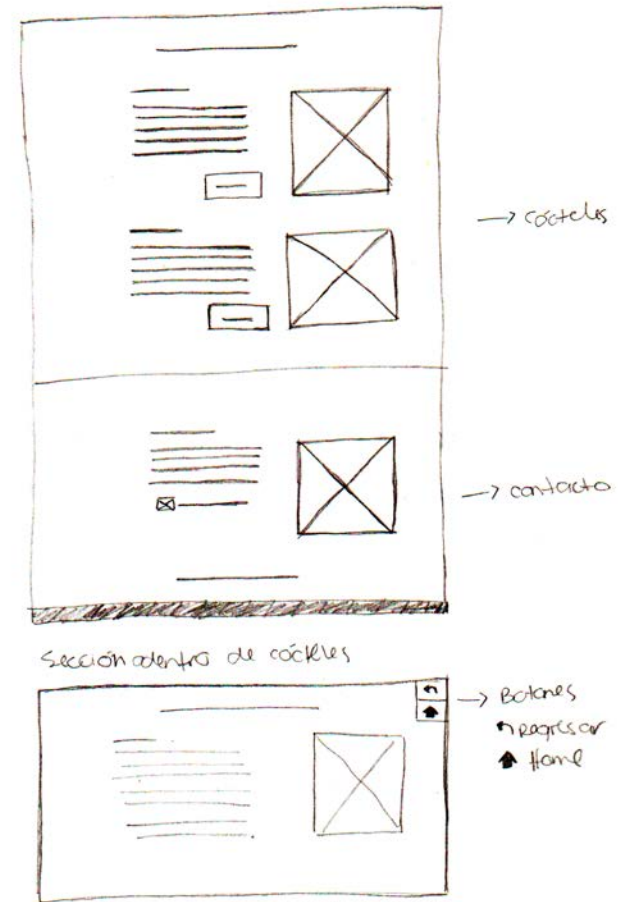 → cócteles
→ contacto
Sección adentro de cócteles
→ Botones
regresar
Home